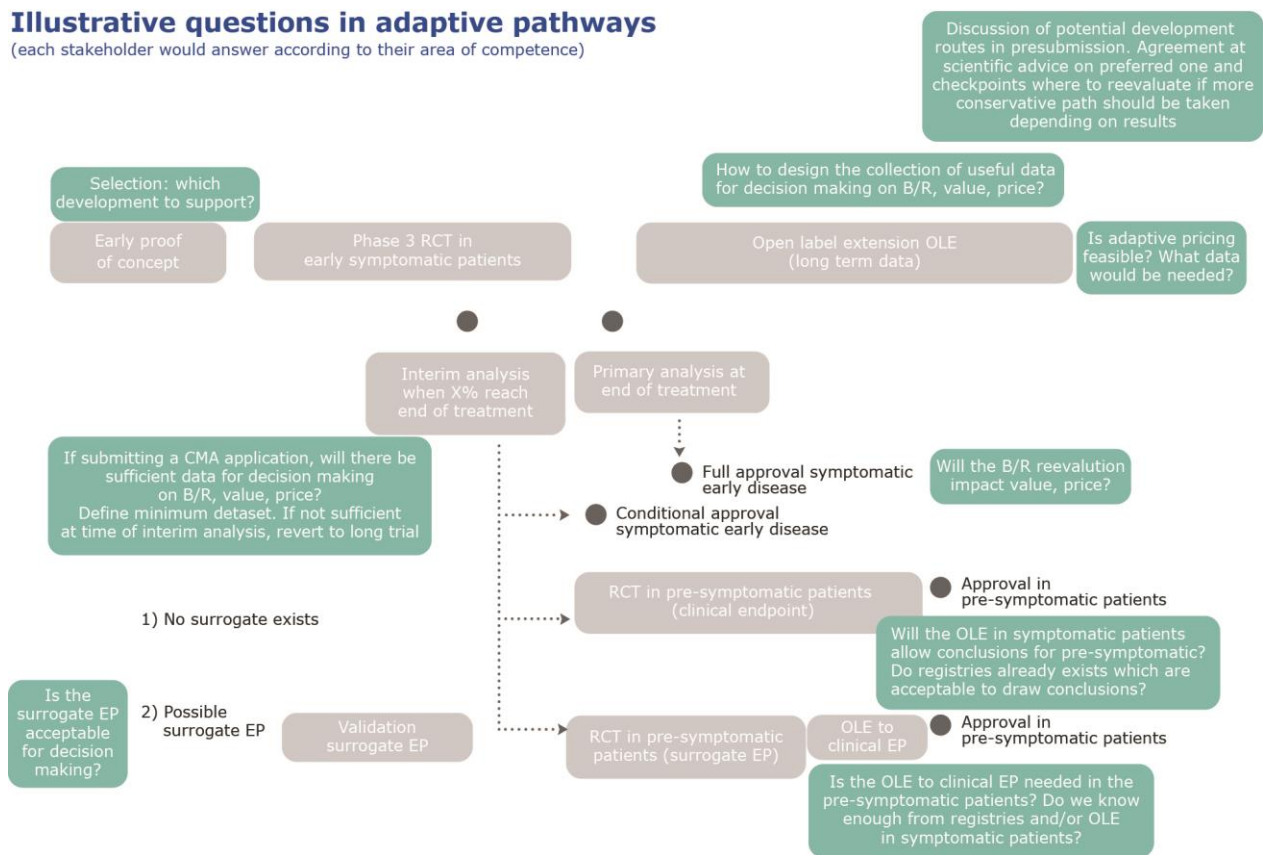 Illustrative questions in adaptive pathways
(each stakeholder would answer according to their area of competence)
Discussion of potential development
routes in presubmission. Agreement at
scientific advice on preferred one and
checkpoints where to reevaluate if more
conservative path should be taken
depending on results
How to design the collection of useful data
for decision making on B/R, value, price?
Selection: which
development to support?
Early proof
of concept
Phase 3 RCT in
early symptomatic patients
Open label extension OLE
(long term data)
Is adaptive pricing
feasible? What data
would be needed?
Interim analysis
when X% reach
end of treatment
Primary analysis at
end of treatment
If submitting a CMA application, will there be
sufficient data for decision making
on B/R, value, price?
Define minimum detaset. If not sufficient
at time of interim analysis, revert to long trial
Full approval symptomatic
early disease
Will the B/R reevalution
impact value, price?
Conditional approval
symptomatic early disease
1) No surrogate exists
RCT in pre-symptomatic patients
(clinical endpoint)
Approval in
pre-symptomatic patients
Will the OLE in symptomatic patients
allow conclusions for pre-symptomatic?
Do registries already exists which are
acceptable to draw conclusions?
Is the
surrogate EP
acceptable
for decision
making?
2) Possible
surrogate EP
Validation
surrogate EP
RCT in pre-symptomatic
patients (surrogate EP)
OLE to
clinical EP
Approval in
pre-symptomatic patients
Is the OLE to clinical EP needed in the
pre-symptomatic patients? Do we know
enough from registries and/or OLE
in symptomatic patients?